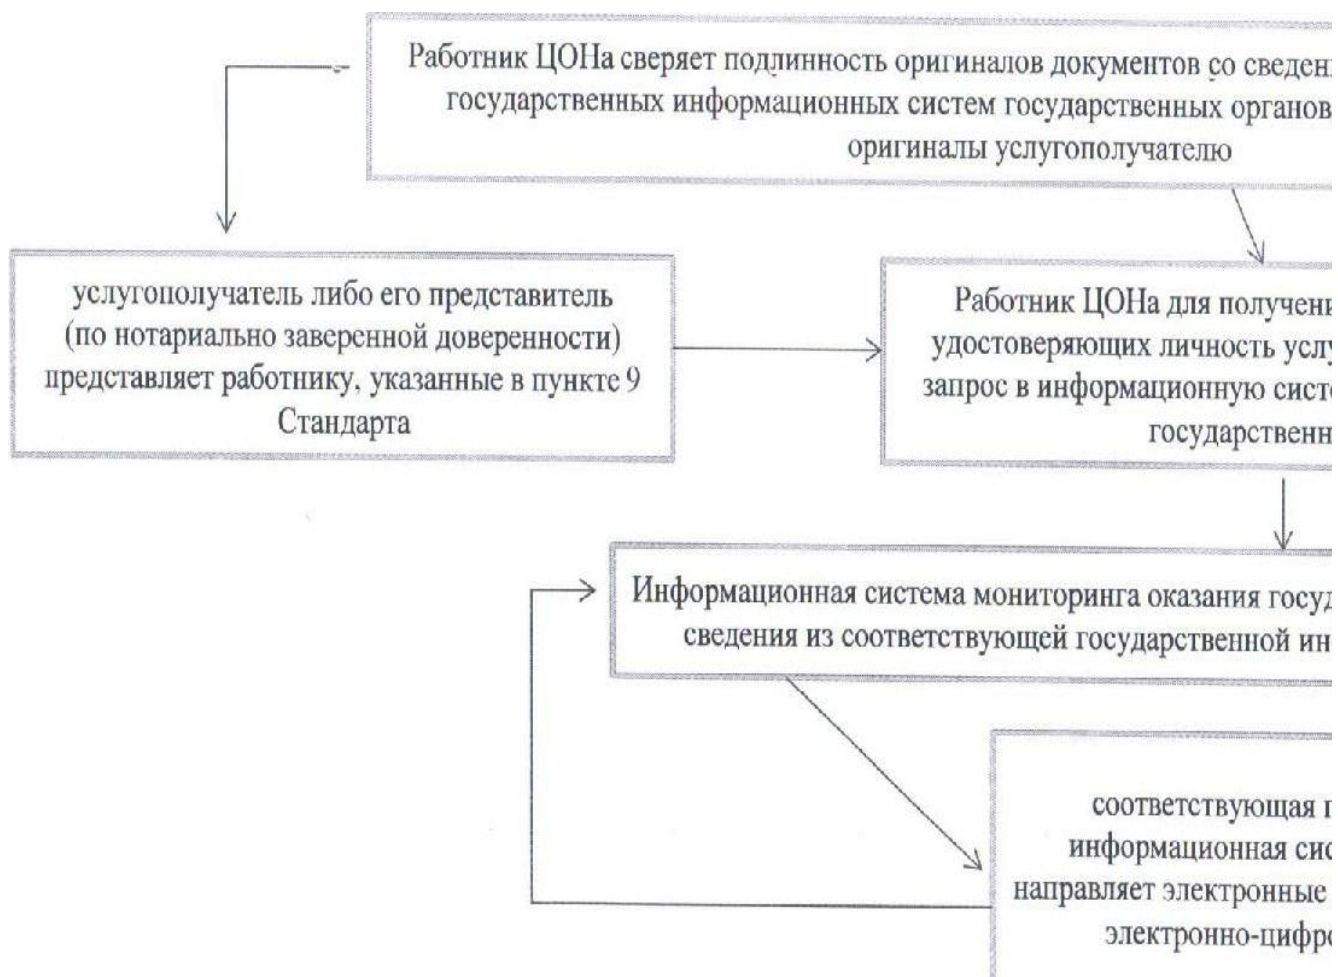 Работник ЦОНа сверяет подлинность оригиналов документов со сведен
государственных информационных систем государственных органов
оригиналы услугополучателю
услугополучатель либо его представитель
(по нотариально заверенной доверенности)
представляет работнику, указанные в пункте 9
Стандарта
Работник ЦОНа для получени
удостоверяющих личность услу
запрос в информационную систе
государственн
Информационная система мониторинга оказания госуд
сведения из соответствующей государственной ин
соответствующая г
информационная сис
направляет электронные
электронно-цифро